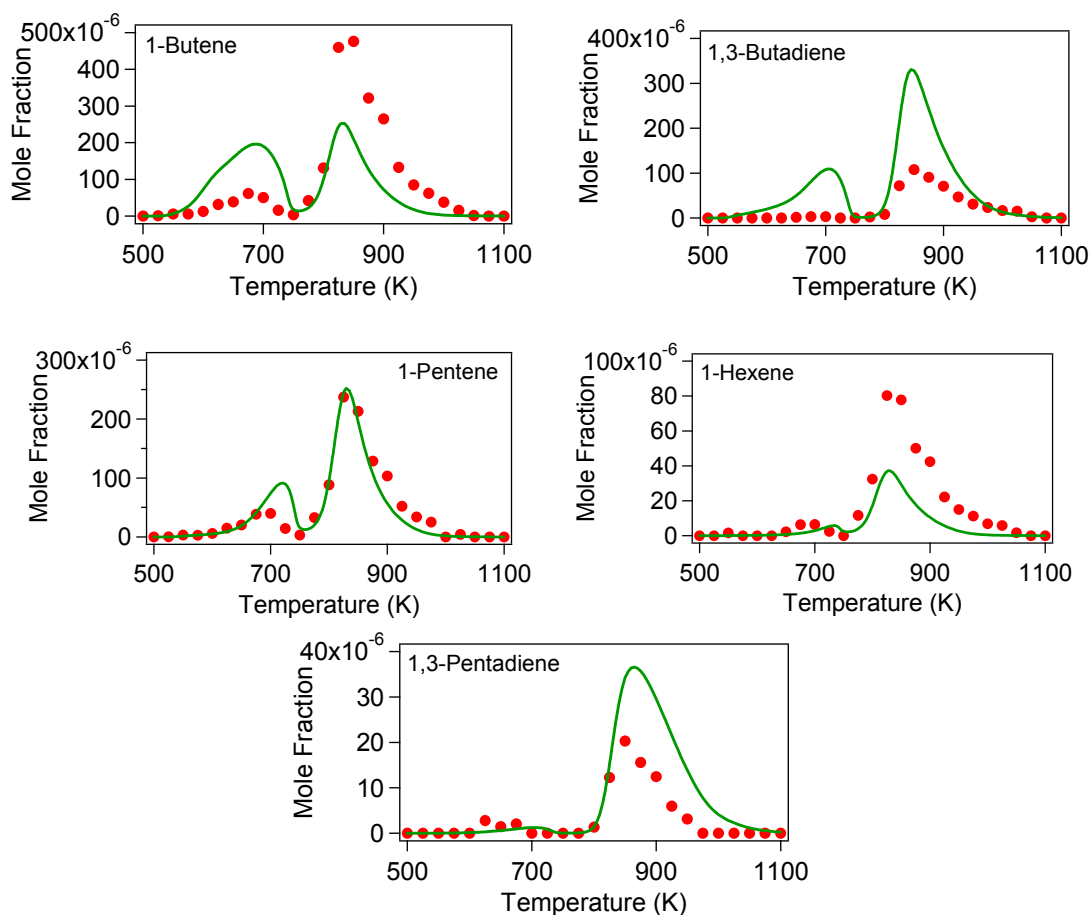 500x10-6
1-Butene
400
300
200
100
0
Mole Fraction
500
700
900
1100
Temperature (K)
400x10-6
1,3-Butadiene
300
200
100
0
Mole Fraction
500
700
900
1100
Temperature (K)
300x10-6
1-Pentene
200
100
0
Mole Fraction
500
700
900
1100
Temperature (K)
100x10-6
1-Hexene
80
60
40
20
0
Mole Fraction
500
700
900
1100
Temperature (K)
40x10-6
1,3-Pentadiene
30
20
10
0
Mole Fraction
500
700
900
1100
Temperature (K)